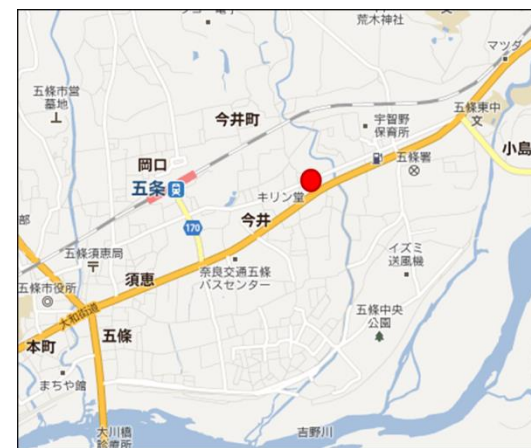 荒木神社
文
マツダ
五條市営
墓地
今井町
宇智野
保育所
五條東中
文
小島
岡口
五条
五條署
キリン堂
170
今井
部
五條須恵局
イズミ
送風機
須恵
奈良交通五條
バスセンター
五條市役所
大和街道
五條中央
公園
本町
五條
まちや館
大川橋
診療所
吉野川